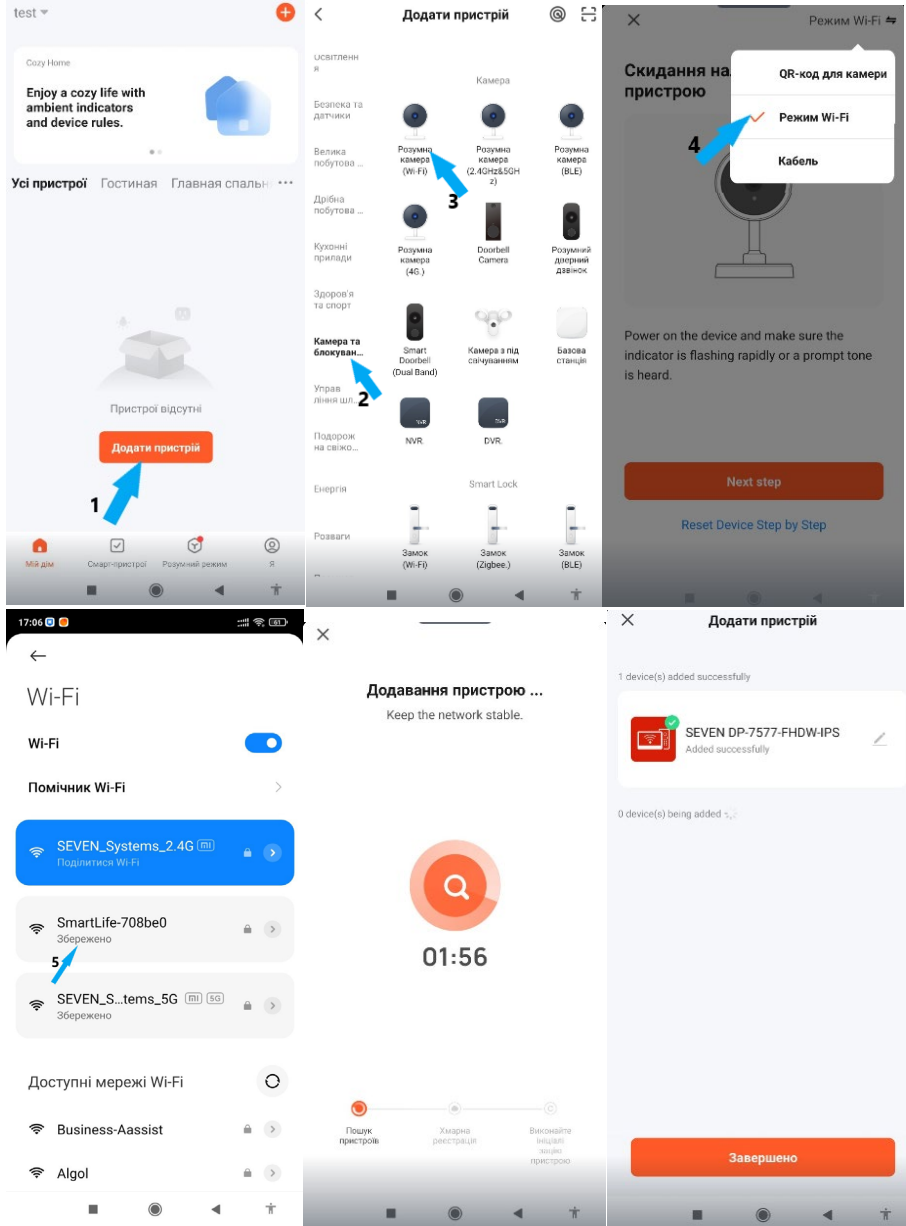 test
Cozy Home
Enjoy a cozy life with
ambient indicators
and device rules.
Усі пристрої Гостиная Главная спальн ...
Пристрої відсутні
Додати пристрій
1
Мій дім Смарт-пристрої Розумний режим Я
Додати пристрій
Освітленн
я
Безпека та
датчики
Велика
побутова ...
Дрібна
побутова ...
Кухонні
прилади
Здоров'я
та спорт
Камера та
блокуван...
2
Управ
ління шл...
Подорож
на свіжо...
Енергія
Розваги
Камера
Розумна
камера
(Wi-Fi)
3
Розумна
камера
(2.4GHz&5GH
z)
Розумна
камера
(BLE)
Розумна
камера
(4G.)
Doorbell
Camera
Розумний
дверний
дзвінок
Smart
Doorbell
(Dual Band)
Камера з під
свічуванням
Базова
станція
NVR
NVR.
DVR
DVR.
Smart Lock
Замок
(Wi-Fi)
Замок
(Zigbee.)
Замок
(BLE)
Режим Wi-Fi
Скидання на
пристрою
QR-код для камери
Режим Wi-Fi
Кабель
4
Power on the device and make sure the
indicator is flashing rapidly or a prompt tone
is heard.
Next step
Reset Device Step by Step
17:06 61
Wi-Fi
Wi-Fi
Помічник Wi-Fi
SEVEN_Systems_2.4G
Поділитися Wi-Fi
SmartLife-708be0
Збережено
5
SEVEN_S...tems_5G 5G
Збережено
Доступні мережі Wi-Fi
Business-Aassist
Algol
Додавання пристрою ...
Keep the network stable.
01:56
Пошук
пристроїв
Хмарна
реєстрація
Виконайте
ініціалі
зацію
пристрою
Додати пристрій
1 device(s) added successfully
SEVEN DP-7577-FHDW-IPS
Added successfully
0 device(s) being added
Завершено